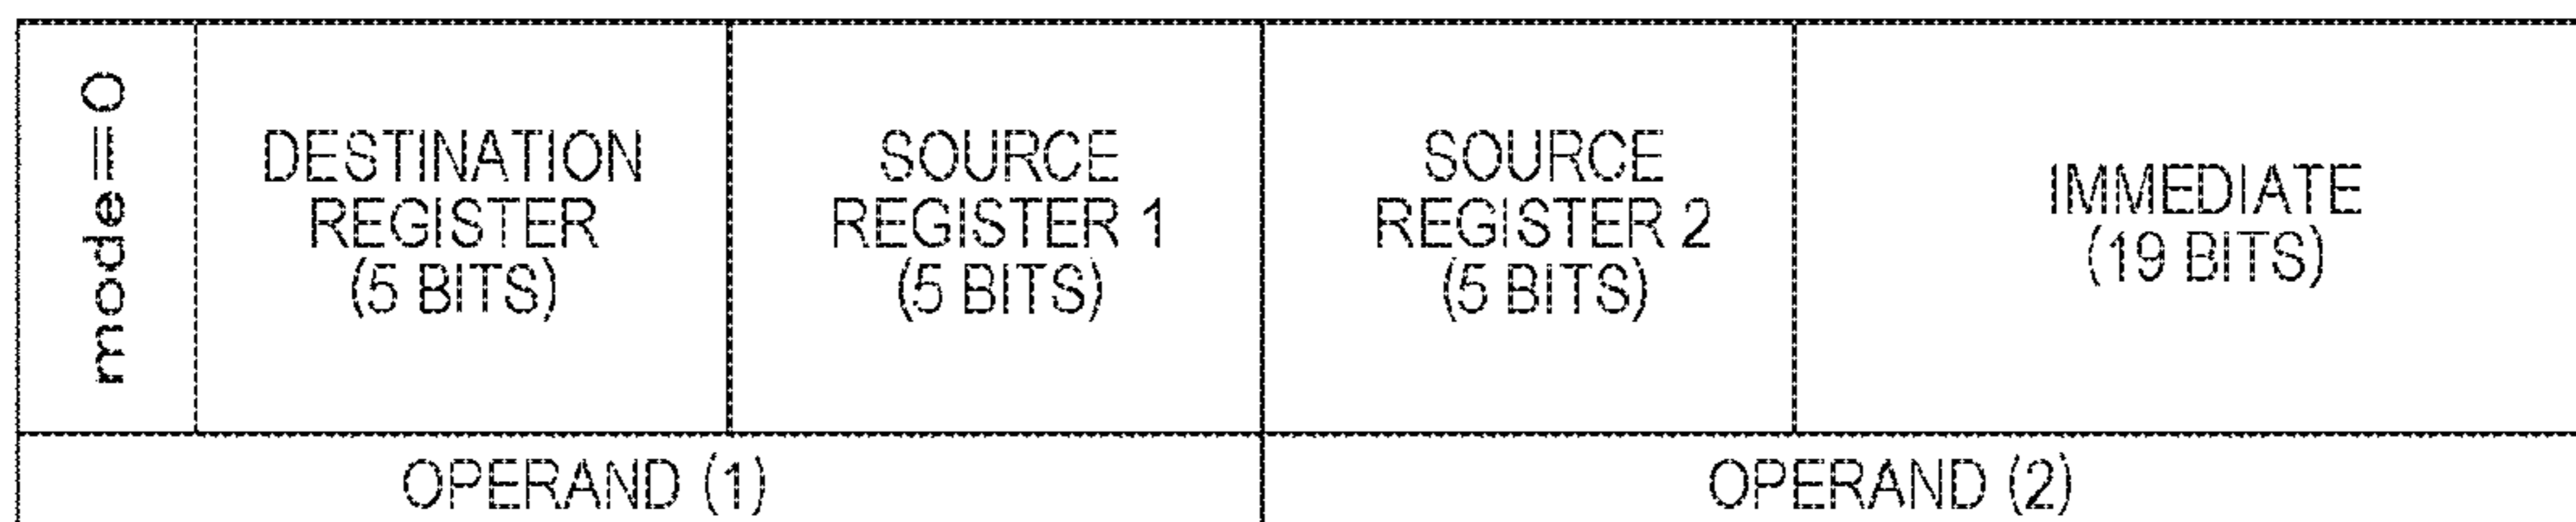 mode==0
DESTINATION
REGISTER
(5 BITS)
SOURCE
REGISTER 1
(5 BITS)
SOURCE
REGISTER 2
(5 BITS)
IMMEDIATE
(19 BITS)
OPERAND (1)
OPERAND (2)